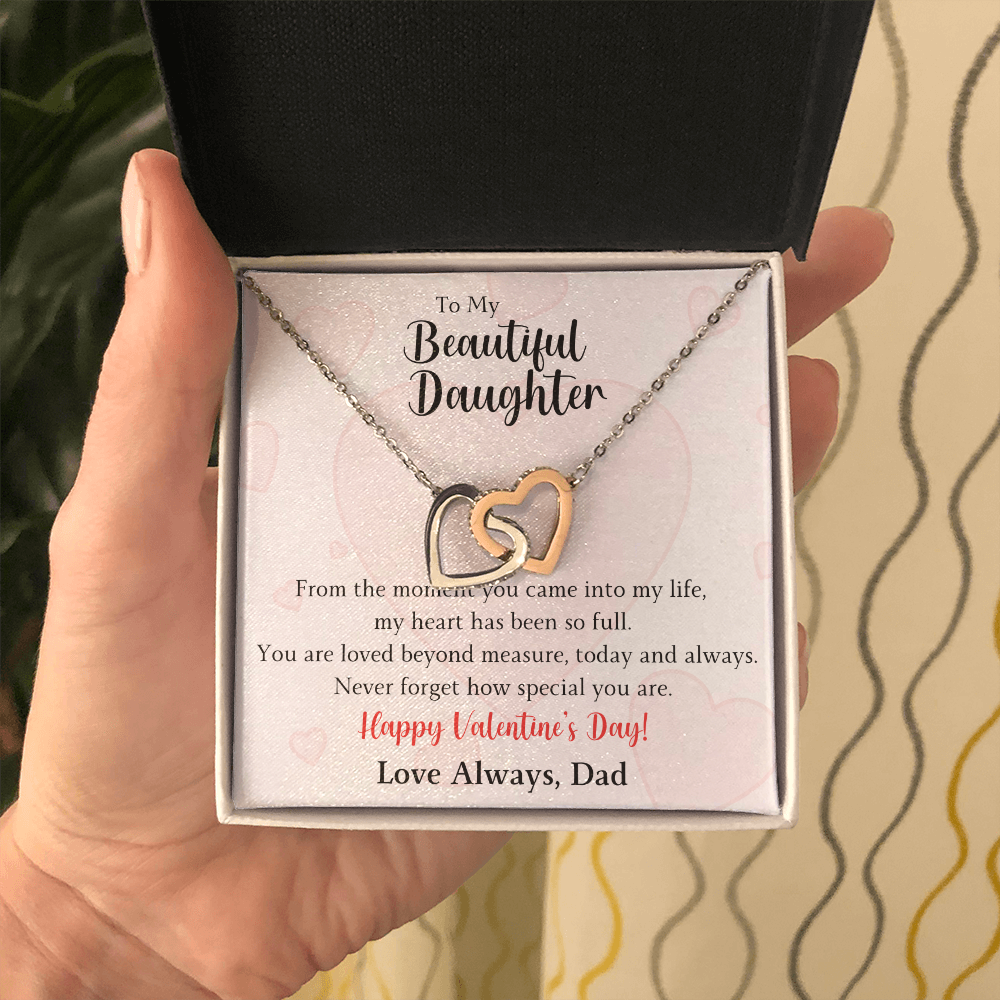 To My
Beautiful
Daughter
From the moment you came into my life,
my heart has been so full.
You are loved beyond measure, today and always.
Never forget how special you are.
Happy Valentine's Day!
Love Always, Dad